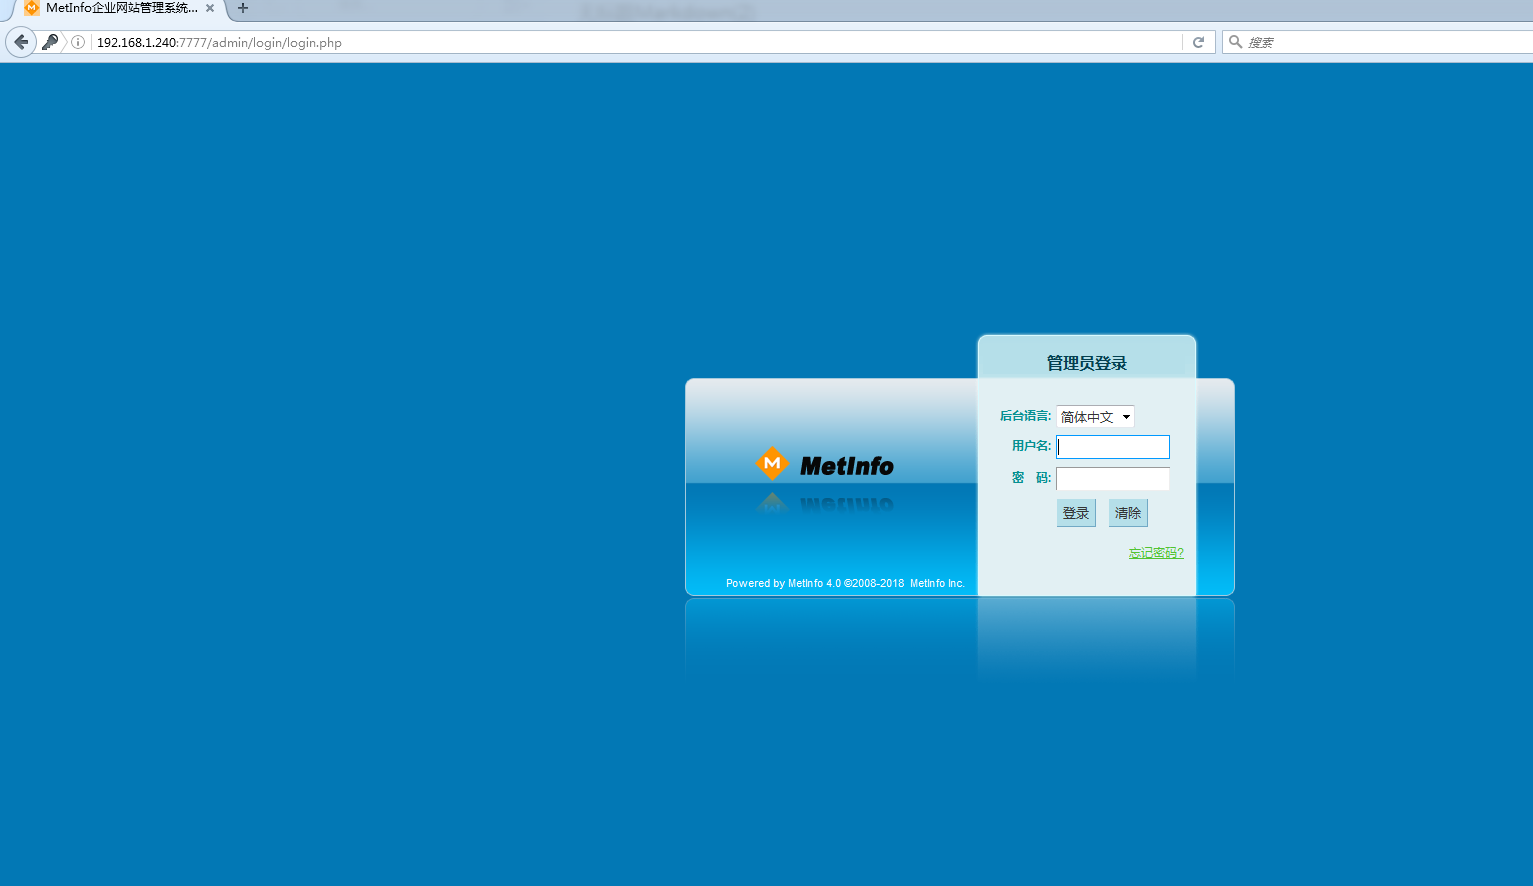 MetInfo企业网站管理系统...
192.168.1.240:7777/admin/login/login.php
搜索
管理员登录
后台语言: 简体中文
用户名:
密 码:
登录 清除
忘记密码?
MetInfo
Powered by MetInfo 4.0 ©2008-2018 MetInfo Inc.